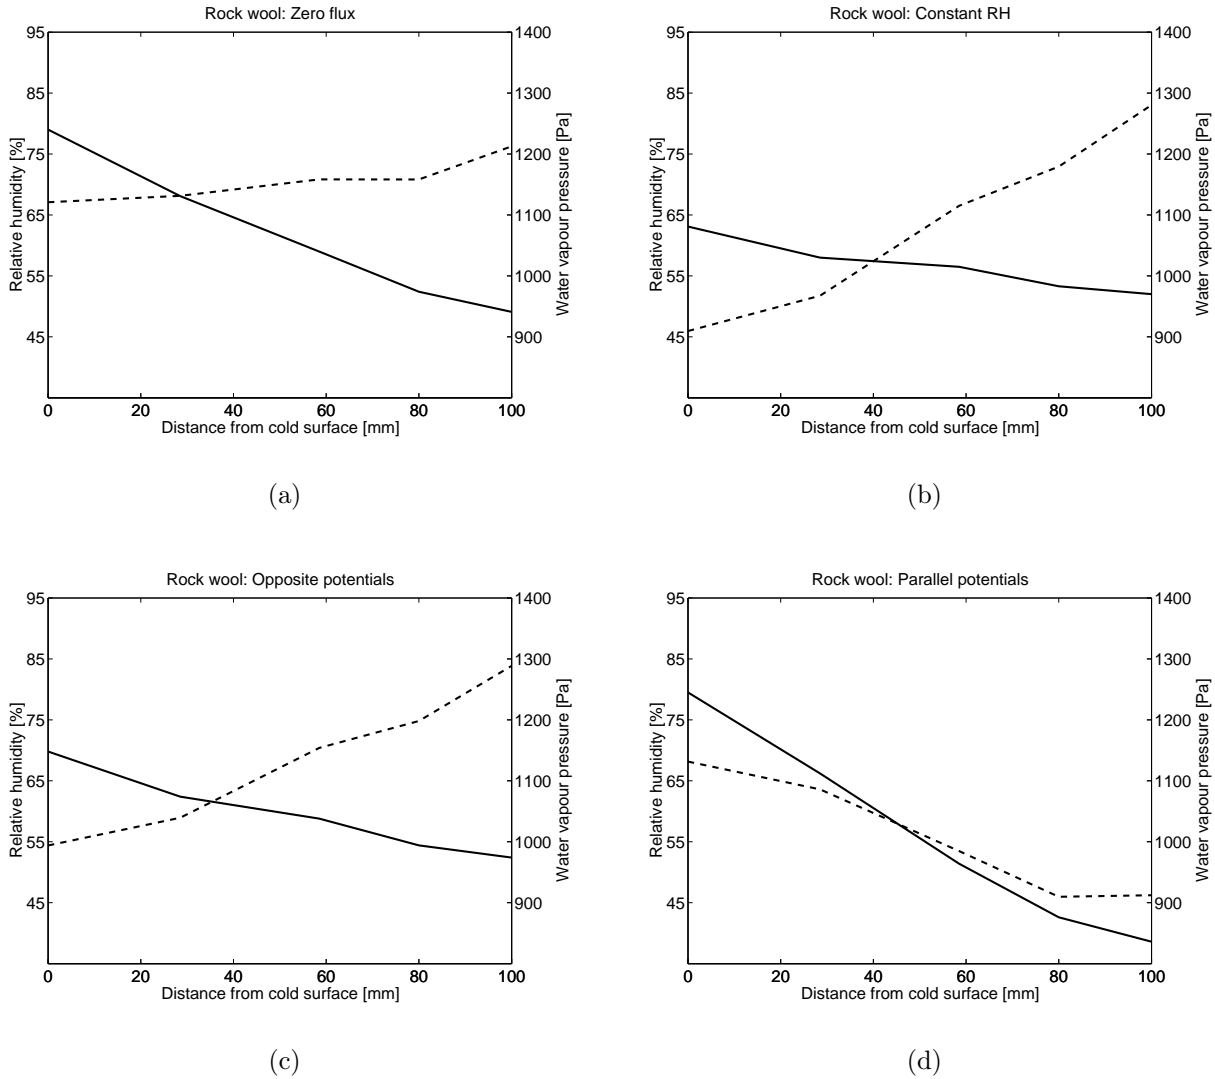 Rock wool: Zero flux
95
85
75
65
55
45
1400
1300
1200
1100
1000
900
0 20 40 60 80 100
Distance from cold surface [mm]
Relative humidity [%]
Water vapour pressure [Pa]
(a)
Rock wool: Constant RH
95
85
75
65
55
45
1400
1300
1200
1100
1000
900
0 20 40 60 80 100
Distance from cold surface [mm]
Relative humidity [%]
Water vapour pressure [Pa]
(b)
Rock wool: Opposite potentials
95
85
75
65
55
45
1400
1300
1200
1100
1000
900
0 20 40 60 80 100
Distance from cold surface [mm]
Relative humidity [%]
Water vapour pressure [Pa]
(c)
Rock wool: Parallel potentials
95
85
75
65
55
45
1400
1300
1200
1100
1000
900
0 20 40 60 80 100
Distance from cold surface [mm]
Relative humidity [%]
Water vapour pressure [Pa]
(d)